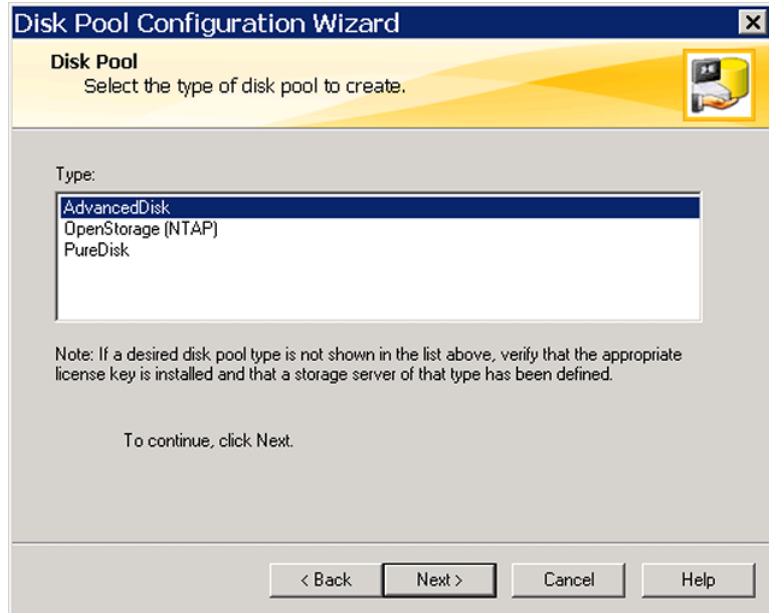 Disk Pool Configuration Wizard
Disk Pool
Select the type of disk pool to create.
Type:
AdvancedDisk
OpenStorage (NTAP)
PureDisk
Note: If a desired disk pool type is not shown in the list above, verify that the appropriate
license key is installed and that a storage server of that type has been defined.
To continue, click Next.
< Back Next > Cancel Help